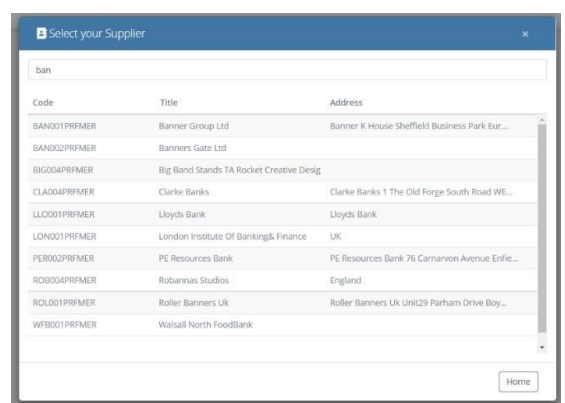 Select your Supplier ×
ban
Code Title Address
BAN001PRFMER Banner Group Ltd Banner K House Sheffield Business Park Eur...
BAN002PRFMER Banners Gate Ltd
BIG004PRFMER Big Band Stands TA Rocket Creative Desig
CLA004PRFMER Clarke Banks Clarke Banks 1 The Old Forge South Road WE...
LLO001PRFMER Lloyds Bank Lloyds Bank
LON001PRFMER London Institute Of Banking& Finance UK
PER002PRFMER PE Resources Bank PE Resources Bank 76 Carnarvon Avenue Enfie...
ROB004PRFMER Robannas Studios England
ROL001PRFMER Roller Banners Uk Roller Banners Uk Unit29 Parham Drive Boy...
WFB001PRFMER Walsall North FoodBank
Home